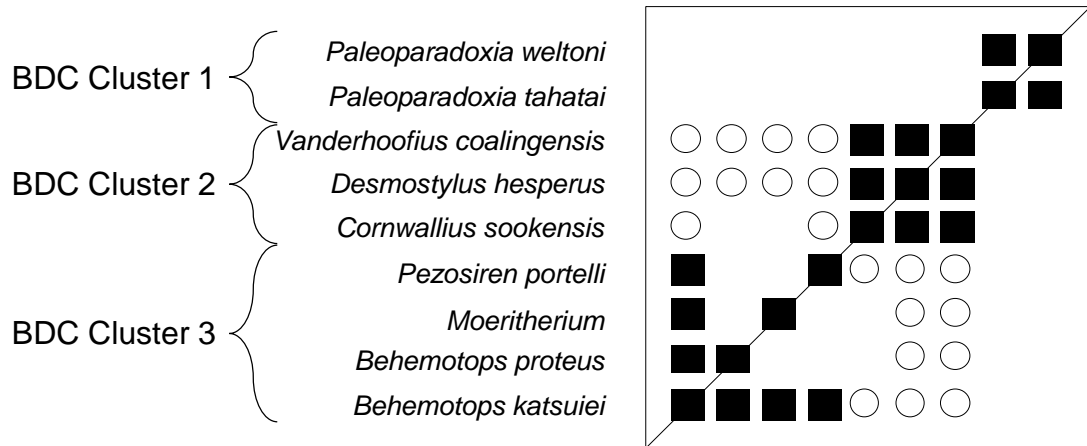 BDC Cluster 1
Paleoparadoxia weltoni
Paleoparadoxia tahatai
BDC Cluster 2
Vanderhoofius coalingensis
Desmostylus hesperus
Cornwallius sookensis
BDC Cluster 3
Pezosiren portelli
Moeritherium
Behemotops proteus
Behemotops katsuiei